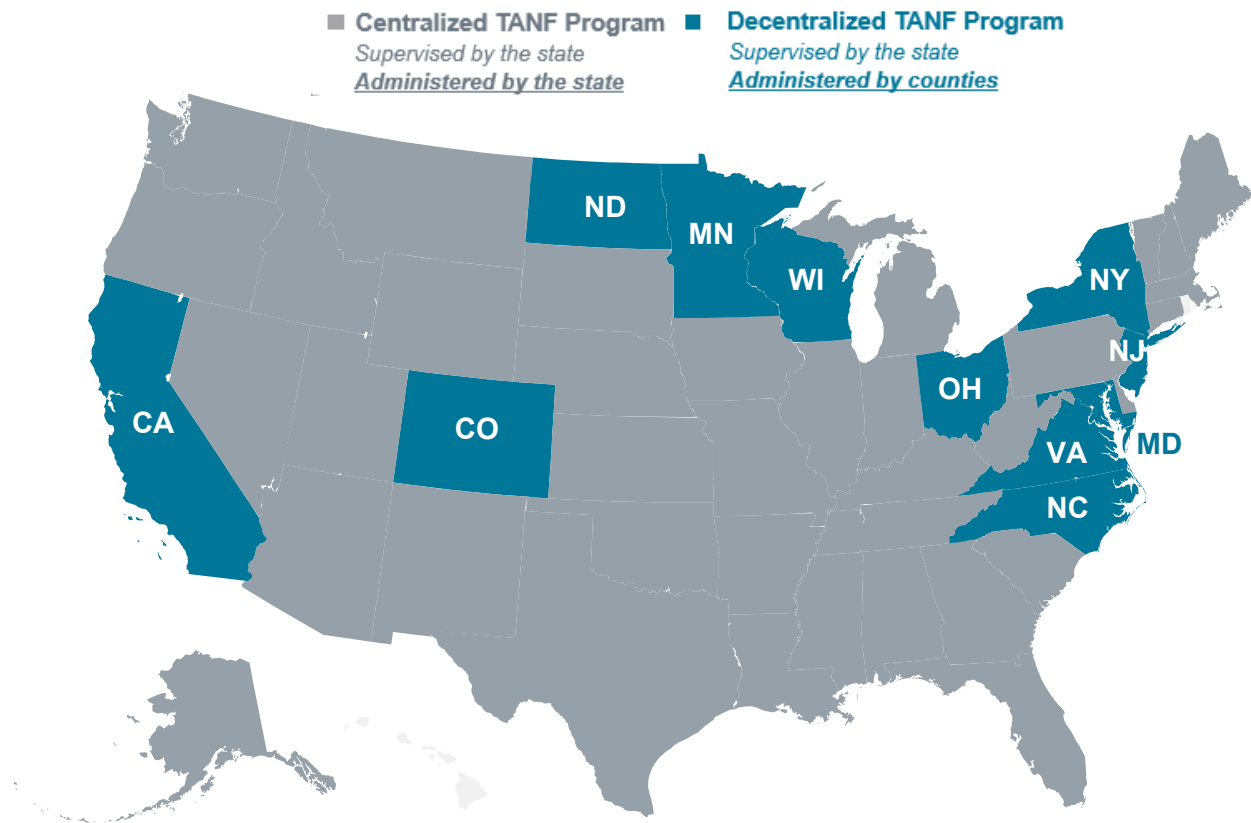 Centralized TANF Program
Supervised by the state
Administered by the state
Decentralized TANF Program
Supervised by the state
Administered by counties
ND
MN
WI
NY
NJ
OH
CA
CO
MD
VA
NC